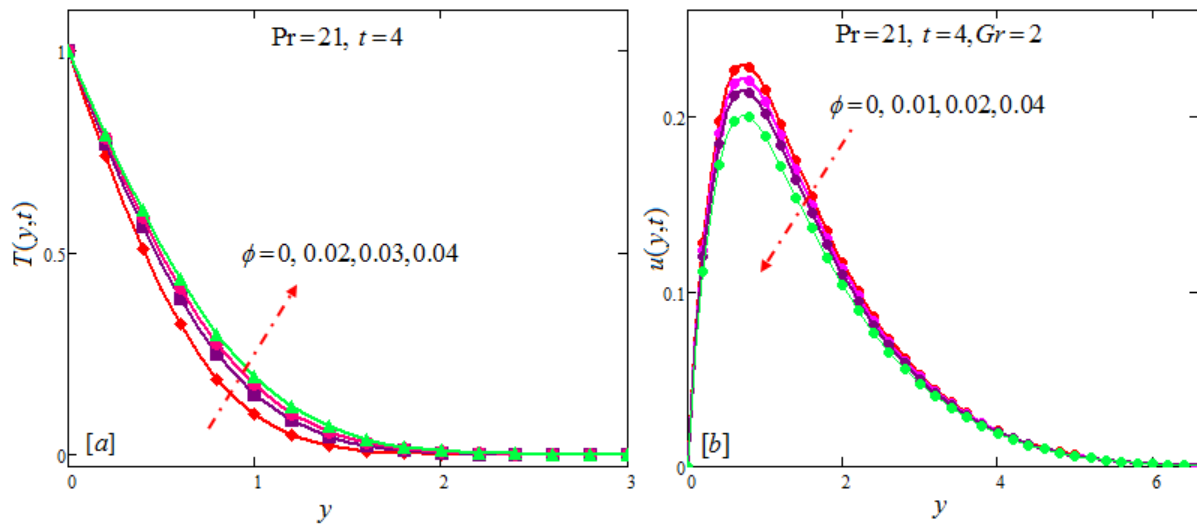 Pr=21, t=4
1
T(y,t)
0.5
ϕ=0, 0.02,0.03,0.04
[a]
0
0
1
2
3
y
Pr=21, t=4,Gr=2
ϕ=0, 0.01,0.02,0.04
0.2
u(y,t)
0.1
[b]
0
0
2
4
6
y